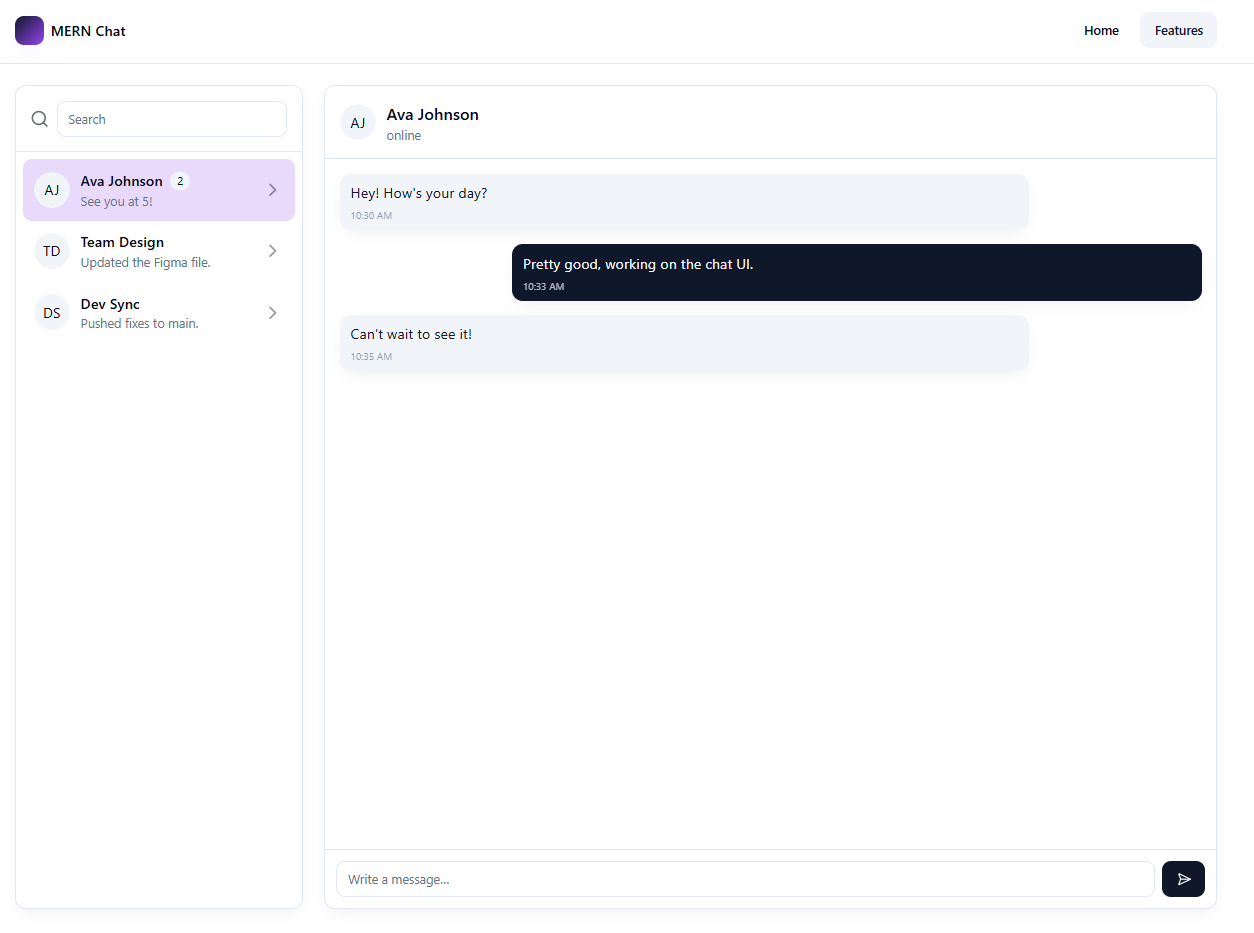 MERN Chat
Home
Features
Search
AJ
Ava Johnson 2
See you at 5!
TD
Team Design
Updated the Figma file.
DS
Dev Sync
Pushed fixes to main.
AJ
Ava Johnson
online
Hey! How's your day?
10:30 AM
Pretty good, working on the chat UI.
10:33 AM
Can't wait to see it!
10:35 AM
Write a message...